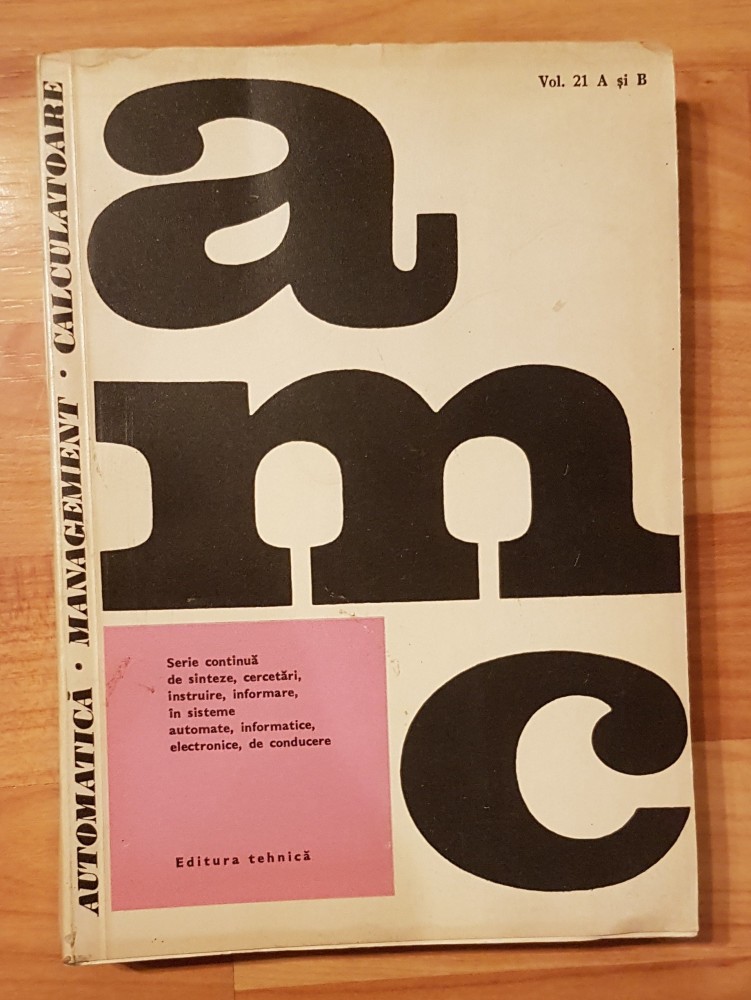 Vol. 21 A și B
AUTOMATICĂ · MANAGEMENT · CALCULATOARE
a
m
c
Serie continuă
de sinteze, cercetări,
instruire, informare,
în sisteme
automate, informatice,
electronice, de conducere
Editura tehnică